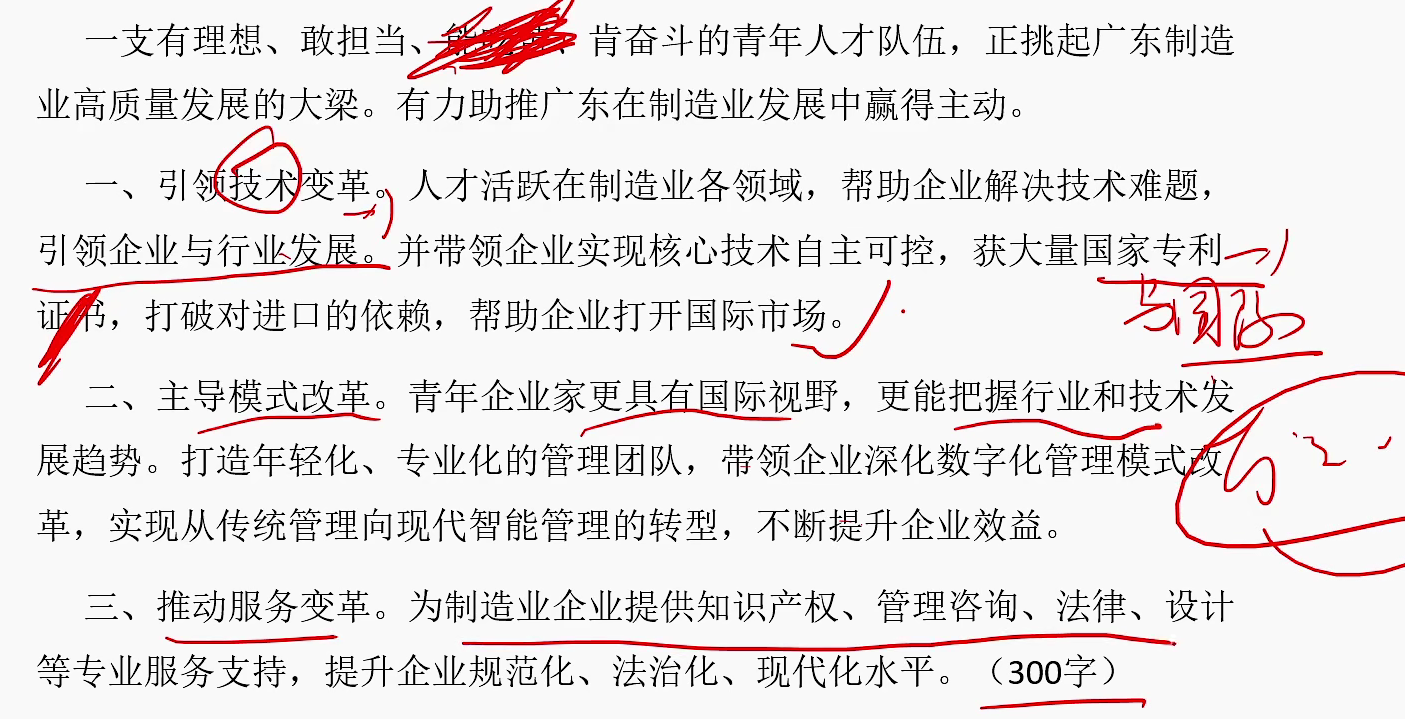 一支有理想、敢担当、能吃苦、肯奋斗的青年人才队伍，正挑起广东制造
业高质量发展的大梁。有力助推广东在制造业发展中赢得主动。
一、引领技术变革。人才活跃在制造业各领域，帮助企业解决技术难题，
引领企业与行业发展。并带领企业实现核心技术自主可控，获大量国家专利
与国际
证书，打破对进口的依赖，帮助企业打开国际市场。
二、主导模式改革。青年企业家更具有国际视野，更能把握行业和技术发
展趋势。打造年轻化、专业化的管理团队，带领企业深化数字化管理模式改
革，实现从传统管理向现代智能管理的转型，不断提升企业效益。
三、推动服务变革。为制造业企业提供知识产权、管理咨询、法律、设计
等专业服务支持，提升企业规范化、法治化、现代化水平。（300字）